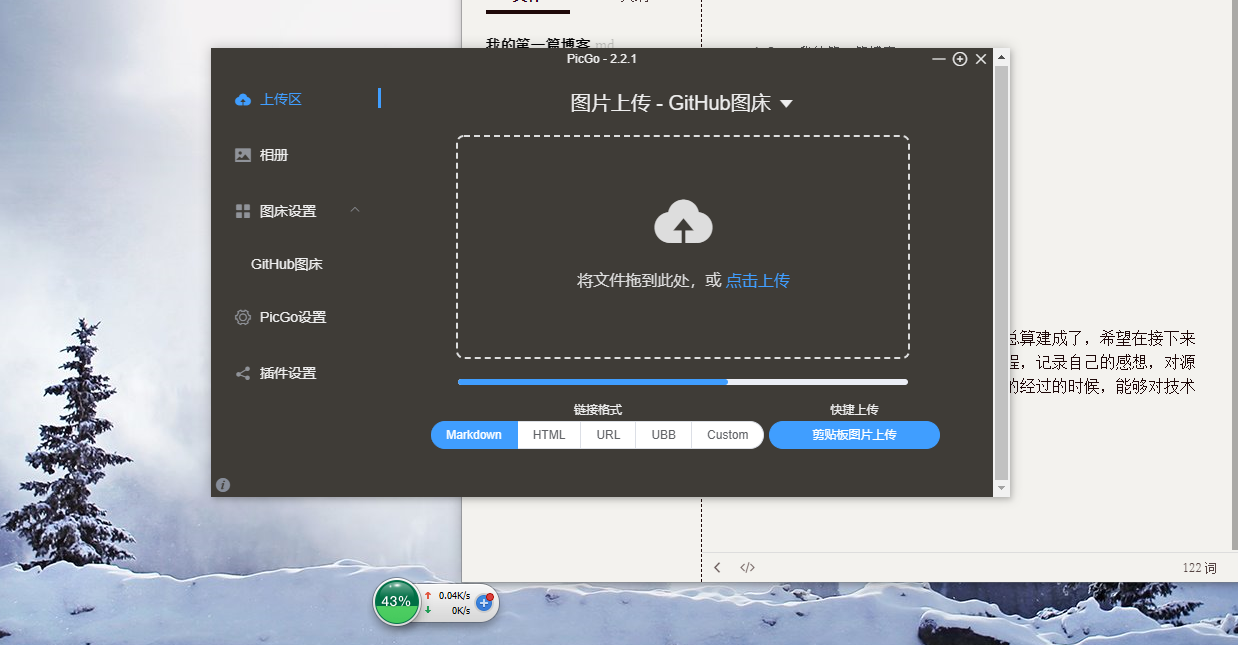 我的第一篇博客.md
PicGo - 2.2.1
上传区
图片上传 - GitHub图床
相册
图床设置
GitHub图床
将文件拖到此处，或 点击上传
PicGo设置
插件设置
总算建成了，希望在接下来
程，记录自己的感想，对源
的经过的时候，能够对技术
链接格式
快捷上传
Markdown HTML URL UBB Custom
剪贴板图片上传
122 词
43%
0.04K/s
0K/s